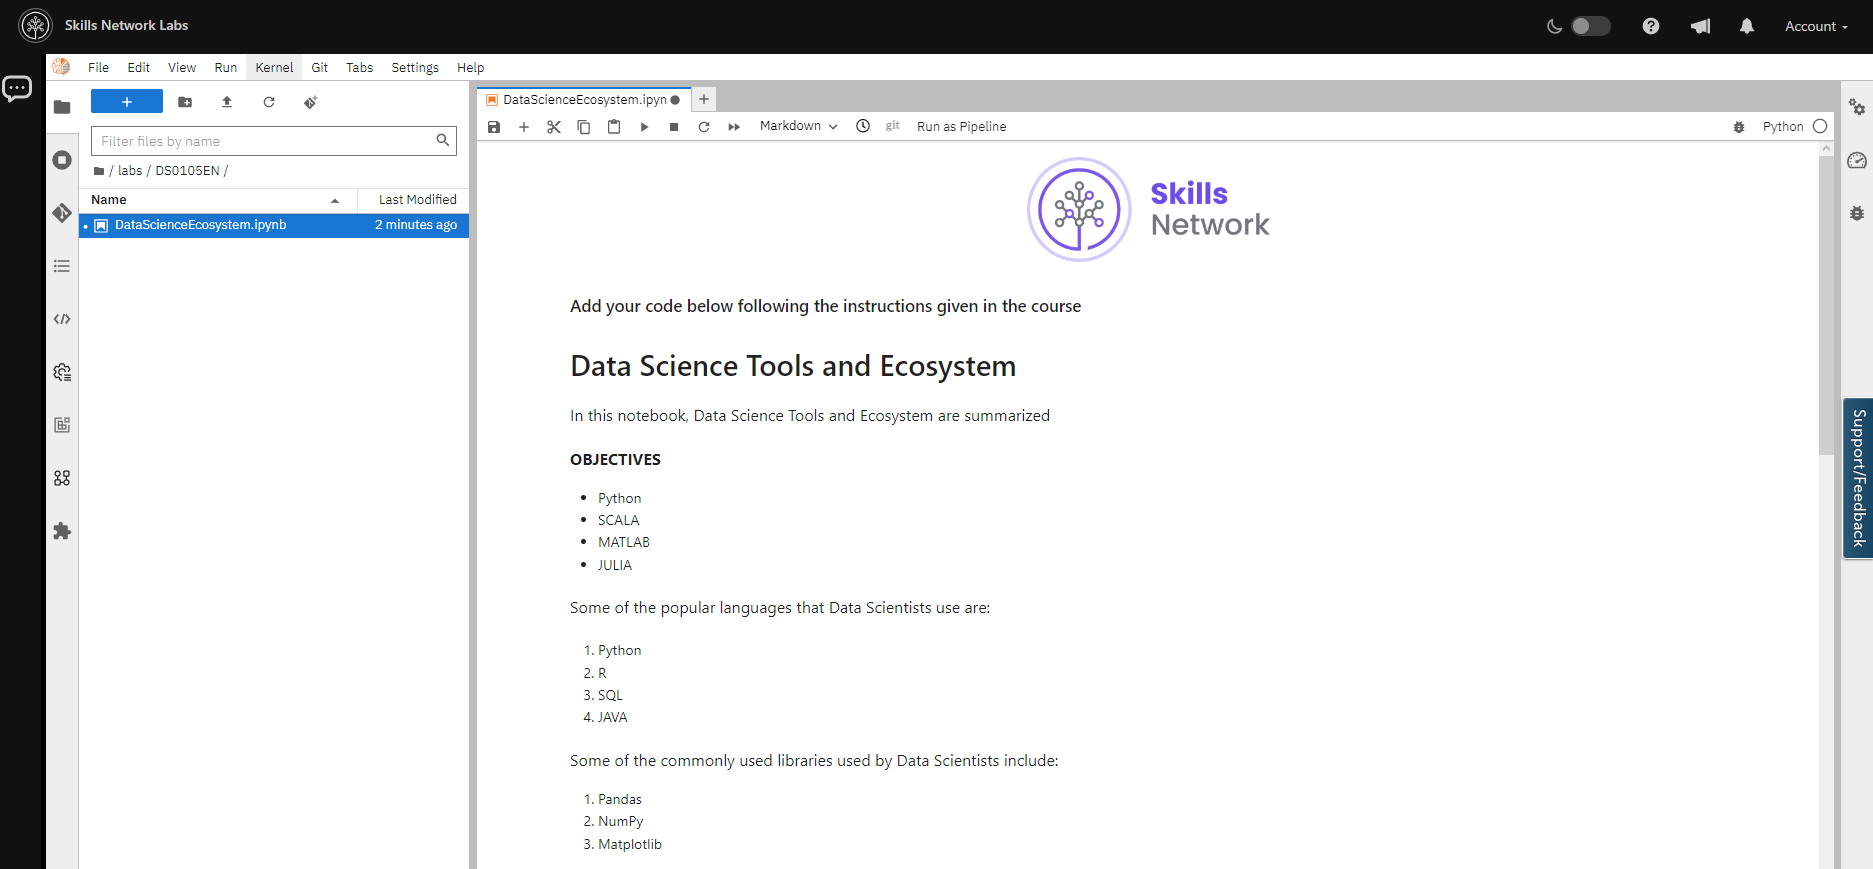 Skills Network Labs
Account
File Edit View Run Kernel Git Tabs Settings Help
+
Filter files by name
/ labs / DS0105EN /
Name Last Modified
DataScienceEcosystem.ipynb 2 minutes ago
DataScienceEcosystem.ipyn
Markdown git Run as Pipeline Python
Skills
Network
Add your code below following the instructions given in the course
Data Science Tools and Ecosystem
In this notebook, Data Science Tools and Ecosystem are summarized
OBJECTIVES
• Python
• SCALA
• MATLAB
• JULIA
Some of the popular languages that Data Scientists use are:
1. Python
2. R
3. SQL
4. JAVA
Some of the commonly used libraries used by Data Scientists include:
1. Pandas
2. NumPy
3. Matplotlib
Support/Feedback